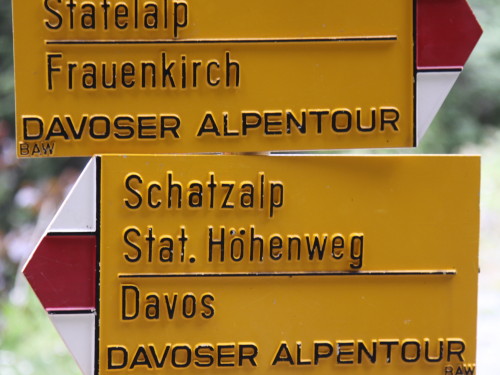 Stafelalp
Frauenkirch
DAVOSER ALPENTOUR
BAW
Schatzalp
Stat. Höhenweg
Davos
DAVOSER ALPENTOUR
BAW